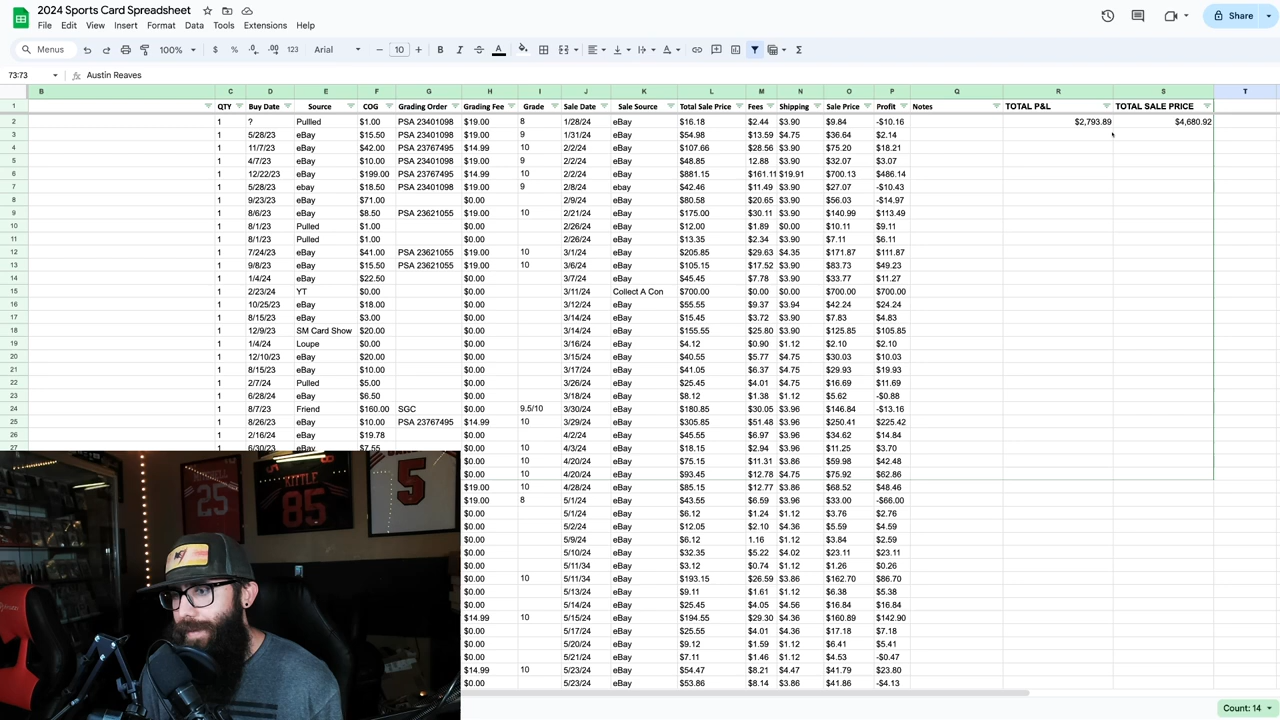 2024 Sports Card Spreadsheet
File Edit View Insert Format Data Tools Extensions Help
Share
Menus 100% $ % .0 .00 123 Arial 10 B I A
73:73 fx Austin Reaves
B C D E F G H I J K L M N O P Q R S T
1 QTY Buy Date Source COG Grading Order Grading Fee Grade Sale Date Sale Source Total Sale Price Fees Shipping Sale Price Profit Notes TOTAL P&L TOTAL SALE PRICE
2 1 ? Pullled $1.00 PSA 23401098 $19.00 8 1/28/24 eBay $16.18 $2.44 $3.90 $9.84 -$10.16 $2,793.89 $4,680.92
3 1 5/28/23 eBay $15.50 PSA 23401098 $19.00 9 1/31/24 eBay $54.98 $13.59 $4.75 $36.64 $2.14
4 1 11/7/23 eBay $42.00 PSA 23767495 $14.99 10 2/2/24 eBay $107.66 $28.56 $3.90 $75.20 $18.21
5 1 4/7/23 eBay $10.00 PSA 23401098 $19.00 9 2/2/24 eBay $48.85 12.88 $3.90 $32.07 $3.07
6 1 12/22/23 eBay $199.00 PSA 23767495 $14.99 10 2/2/24 eBay $881.15 $161.11 $19.91 $700.13 $486.14
7 1 5/28/23 ebay $18.50 PSA 23401098 $19.00 9 2/8/24 ebay $42.46 $11.49 $3.90 $27.07 -$10.43
8 1 9/23/23 eBay $71.00 $0.00 2/9/24 eBay $80.58 $20.65 $3.90 $56.03 -$14.97
9 1 8/6/23 eBay $8.50 PSA 23621055 $19.00 10 2/21/24 eBay $175.00 $30.11 $3.90 $140.99 $113.49
10 1 8/1/23 Pulled $1.00 $0.00 2/26/24 eBay $12.00 $1.89 $0.00 $10.11 $9.11
11 1 8/1/23 Pulled $1.00 $0.00 2/26/24 eBay $13.35 $2.34 $3.90 $7.11 $6.11
12 1 7/24/23 eBay $41.00 PSA 23621055 $19.00 10 3/1/24 eBay $205.85 $29.63 $4.35 $171.87 $111.87
13 1 9/8/23 eBay $15.50 PSA 23621055 $19.00 10 3/6/24 eBay $105.15 $17.52 $3.90 $83.73 $49.23
14 1 1/4/24 eBay $22.50 $0.00 3/7/24 eBay $45.45 $7.78 $3.90 $33.77 $11.27
15 1 2/23/24 YT $0.00 $0.00 3/11/24 Collect A Con $700.00 $0.00 $0.00 $700.00 $700.00
16 1 10/25/23 eBay $18.00 $0.00 3/12/24 eBay $55.55 $9.37 $3.94 $42.24 $24.24
17 1 8/15/23 eBay $3.00 $0.00 3/14/24 eBay $15.45 $3.72 $3.90 $7.83 $4.83
18 1 12/9/23 SM Card Show $20.00 $0.00 3/14/24 eBay $155.55 $25.80 $3.90 $125.85 $105.85
19 1 1/4/24 Loupe $0.00 $0.00 3/16/24 eBay $4.12 $0.90 $1.12 $2.10 $2.10
20 1 12/10/23 eBay $20.00 $0.00 3/15/24 eBay $40.55 $5.77 $4.75 $30.03 $10.03
21 1 8/15/23 eBay $10.00 $0.00 3/17/24 eBay $41.05 $6.37 $4.75 $29.93 $19.93
22 1 2/7/24 Pulled $5.00 $0.00 3/26/24 eBay $25.45 $4.01 $4.75 $16.69 $11.69
23 1 6/28/24 eBay $6.50 $0.00 3/18/24 eBay $8.12 $1.38 $1.12 $5.62 -$0.88
24 1 8/7/23 Friend $160.00 SGC $0.00 9.5/10 3/30/24 eBay $180.85 $30.05 $3.96 $146.84 -$13.16
25 1 8/26/23 eBay $10.00 PSA 23767495 $14.99 10 3/29/24 eBay $305.85 $51.48 $3.96 $250.41 $225.42
26 1 2/16/24 eBay $19.78 $0.00 4/2/24 eBay $45.55 $6.97 $3.96 $34.62 $14.84
27 1 6/30/23 eBay $7.55 $0.00 10 4/3/24 eBay $18.15 $2.94 $3.96 $11.25 $3.70
$0.00 10 4/20/24 eBay $75.15 $11.31 $3.86 $59.98 $42.48
$0.00 10 4/20/24 eBay $93.45 $12.78 $4.75 $75.92 $62.86
$19.00 10 4/28/24 eBay $85.15 $12.77 $3.86 $68.52 $48.46
$19.00 8 5/1/24 eBay $43.55 $6.59 $3.96 $33.00 -$66.00
$0.00 5/1/24 eBay $6.12 $1.24 $1.12 $3.76 $2.76
$0.00 5/2/24 eBay $12.05 $2.10 $4.36 $5.59 $4.59
$0.00 5/9/24 eBay $6.12 1.16 $1.12 $3.84 $2.59
$0.00 5/10/24 eBay $32.35 $5.22 $4.02 $23.11 $23.11
$0.00 5/11/34 eBay $3.12 $0.74 $1.12 $1.26 $0.26
$0.00 10 5/11/34 eBay $193.15 $26.59 $3.86 $162.70 $86.70
$0.00 5/13/24 eBay $9.11 $1.61 $1.12 $6.38 $5.38
$0.00 5/14/24 eBay $25.45 $4.05 $4.56 $16.84 $16.84
$14.99 10 5/15/24 eBay $194.55 $29.30 $4.36 $160.89 $142.90
$0.00 5/17/24 eBay $25.55 $4.01 $4.36 $17.18 $7.18
$0.00 5/20/24 eBay $9.12 $1.59 $1.12 $6.41 $5.41
$0.00 5/21/24 eBay $7.11 $1.46 $1.12 $4.53 -$0.47
$14.99 10 5/23/24 eBay $54.47 $8.21 $4.47 $41.79 $23.80
$0.00 5/23/24 eBay $53.86 $8.14 $3.86 $41.86 -$4.13
25
KITTLE
85
5
Count: 14